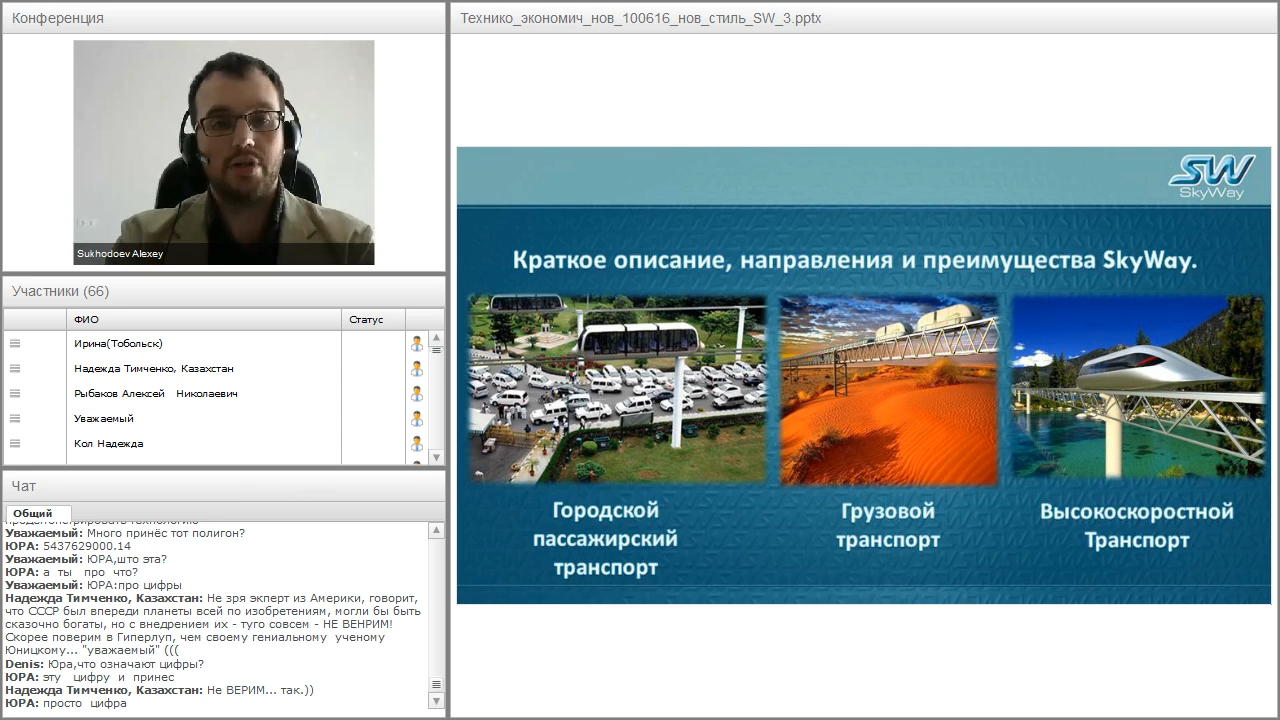 Конференция
Sukhodoev Alexey
Участники (66)
ФИО
Статус
Ирина(Тобольск)
Надежда Тимченко, Казахстан
Рыбаков Алексей Николаевич
Уважаемый
Кол Надежда
Чат
Общий
Уважаемый: Много принёс тот полигон?
ЮРА: 5437629000.14
Уважаемый: ЮРА,што эта?
ЮРА: а ты про что?
Уважаемый: ЮРА:про цифры
Надежда Тимченко, Казахстан: Не зря экперт из Америки, говорит,
что СССР был впереди планеты всей по изобретениям, могли бы быть
сказочно богаты, но с внедрением их - туго совсем - НЕ ВЕНРИМ!
Скорее поверим в Гиперлуп, чем своему гениальному ученому
Юницкому... "уважаемый" (((
Denis: Юра,что означают цифры?
ЮРА: эту цифру и принес
Надежда Тимченко, Казахстан: Не ВЕРИМ... так.))
ЮРА: просто цифра
Технико_экономич_нов_100616_нов_стиль_SW_3.pptx
SW
SkyWay
Краткое описание, направления и преимущества SkyWay.
Городской
пассажирский
транспорт
Грузовой
транспорт
Высокоскоростной
Транспорт